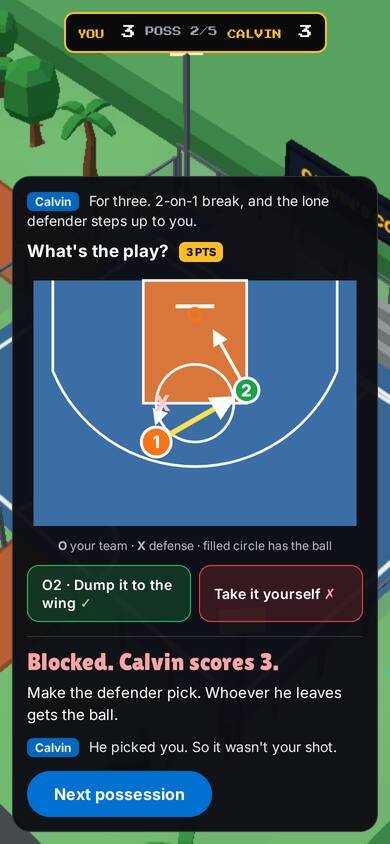 YOU 3 POSS 2/5 CALVIN 3
Calvin For three. 2-on-1 break, and the lone
defender steps up to you.
What's the play? 3 PTS
X
2
1
O your team · X defense · filled circle has the ball
O2 · Dump it to the
wing ✓
Take it yourself ✗
Blocked. Calvin scores 3.
Make the defender pick. Whoever he leaves
gets the ball.
Calvin He picked you. So it wasn't your shot.
Next possession